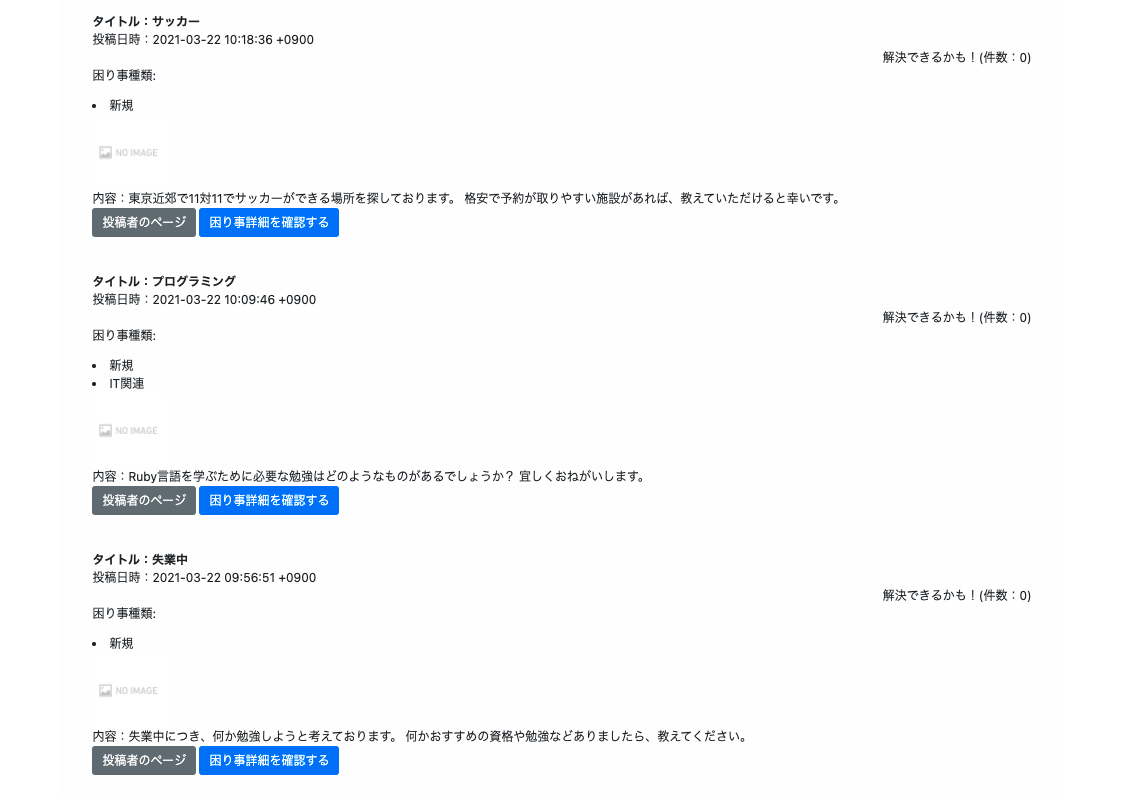 タイトル：サッカー
投稿日時：2021-03-22 10:18:36 +0900
解決できるかも！(件数：0)
困り事種類:
• 新規
NO IMAGE
内容：東京近郊で11対11でサッカーができる場所を探しております。 格安で予約が取りやすい施設があれば、教えていただけると幸いです。
投稿者のページ 困り事詳細を確認する
タイトル：プログラミング
投稿日時：2021-03-22 10:09:46 +0900
解決できるかも！(件数：0)
困り事種類:
• 新規
• IT関連
NO IMAGE
内容：Ruby言語を学ぶために必要な勉強はどのようなものがあるでしょうか？ 宜しくおねがいします。
投稿者のページ 困り事詳細を確認する
タイトル：失業中
投稿日時：2021-03-22 09:56:51 +0900
解決できるかも！(件数：0)
困り事種類:
• 新規
NO IMAGE
内容：失業中につき、何か勉強しようと考えております。 何かおすすめの資格や勉強などありましたら、教えてください。
投稿者のページ 困り事詳細を確認する